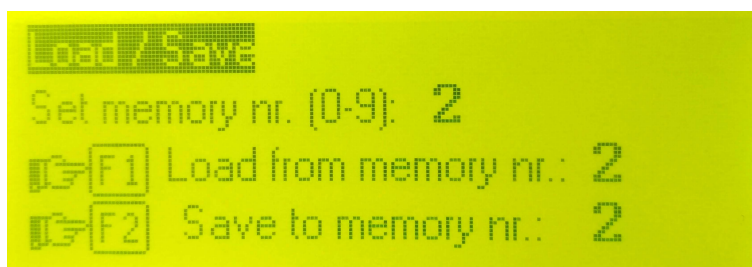 Load / Save
Set memory nr. (0-9): 2
F1 Load from memory nr.: 2
F2 Save to memory nr.: 2